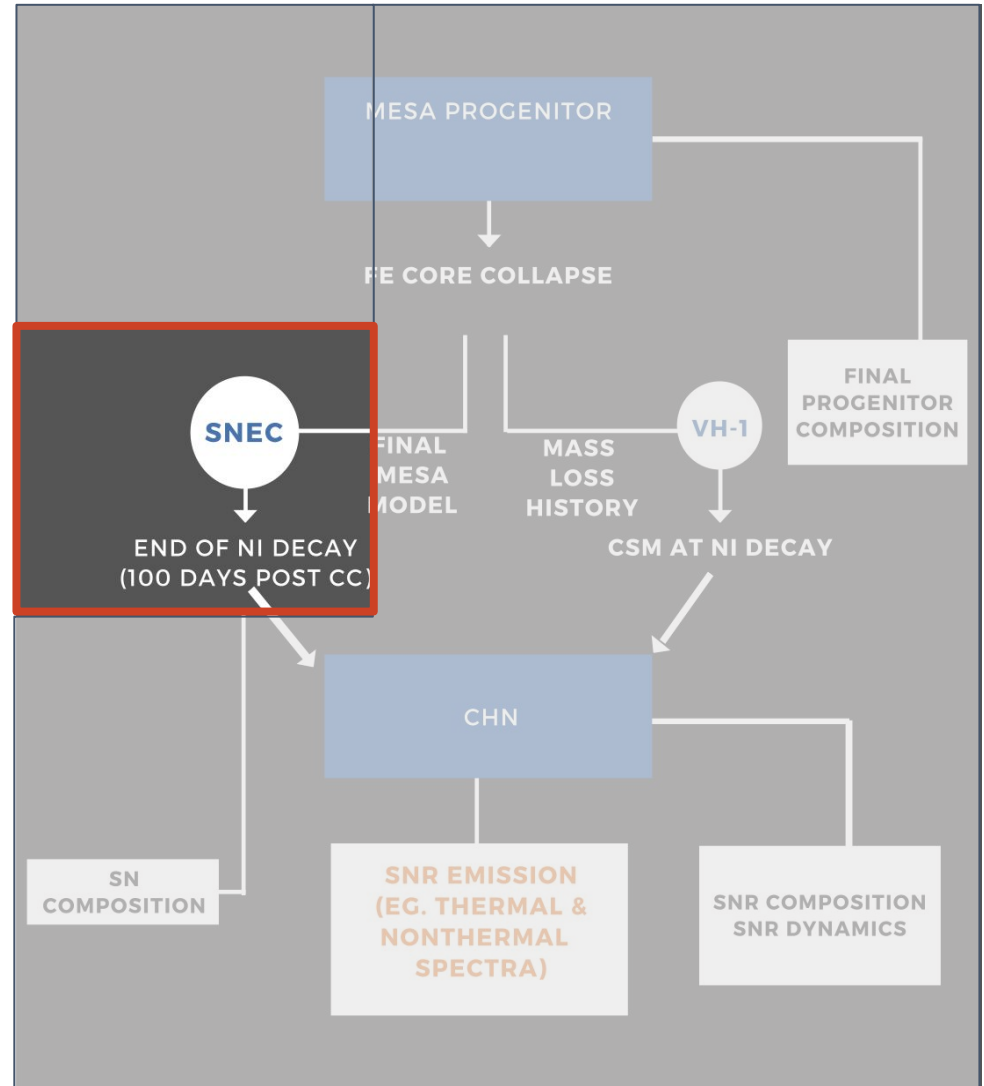 MESA PROGENITOR
FE CORE COLLAPSE
FINAL
PROGENITOR
COMPOSITION
SNEC
FINAL
MESA
MODEL
MASS
LOSS
HISTORY
VH-1
END OF NI DECAY
(100 DAYS POST CC)
CSM AT NI DECAY
CHN
SN
COMPOSITION
SNR EMISSION
(EG. THERMAL &
NONTHERMAL
SPECTRA)
SNR COMPOSITION
SNR DYNAMICS